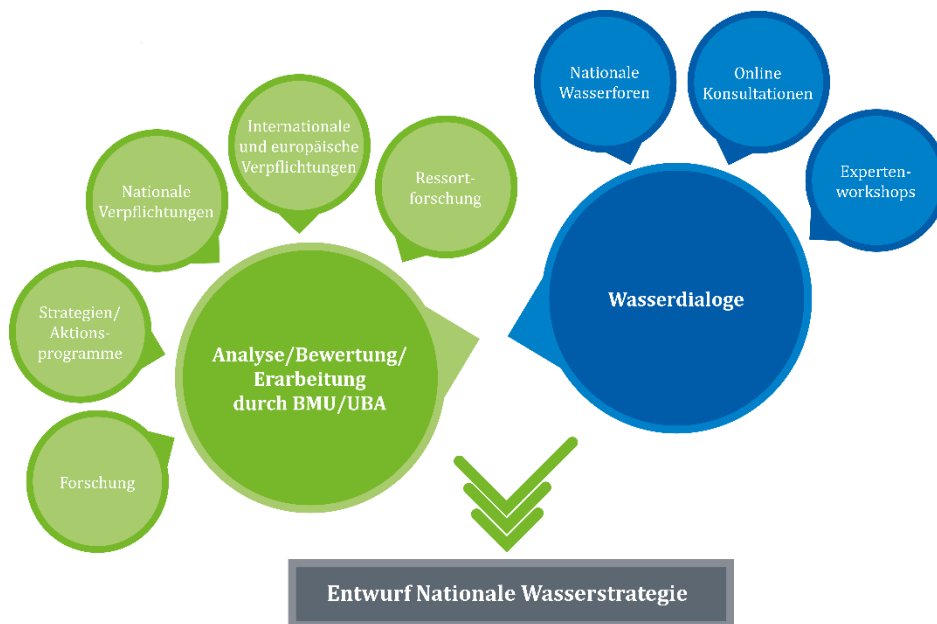 Nationale
Wasserforen
Online
Konsultationen
Experten-
workshops
Wasserdialoge
Internationale
und europäische
Verpflichtungen
Ressort-
forschung
Nationale
Verpflichtungen
Strategien/
Aktions-
programme
Forschung
Analyse/Bewertung/
Erarbeitung
durch BMU/UBA
Entwurf Nationale Wasserstrategie